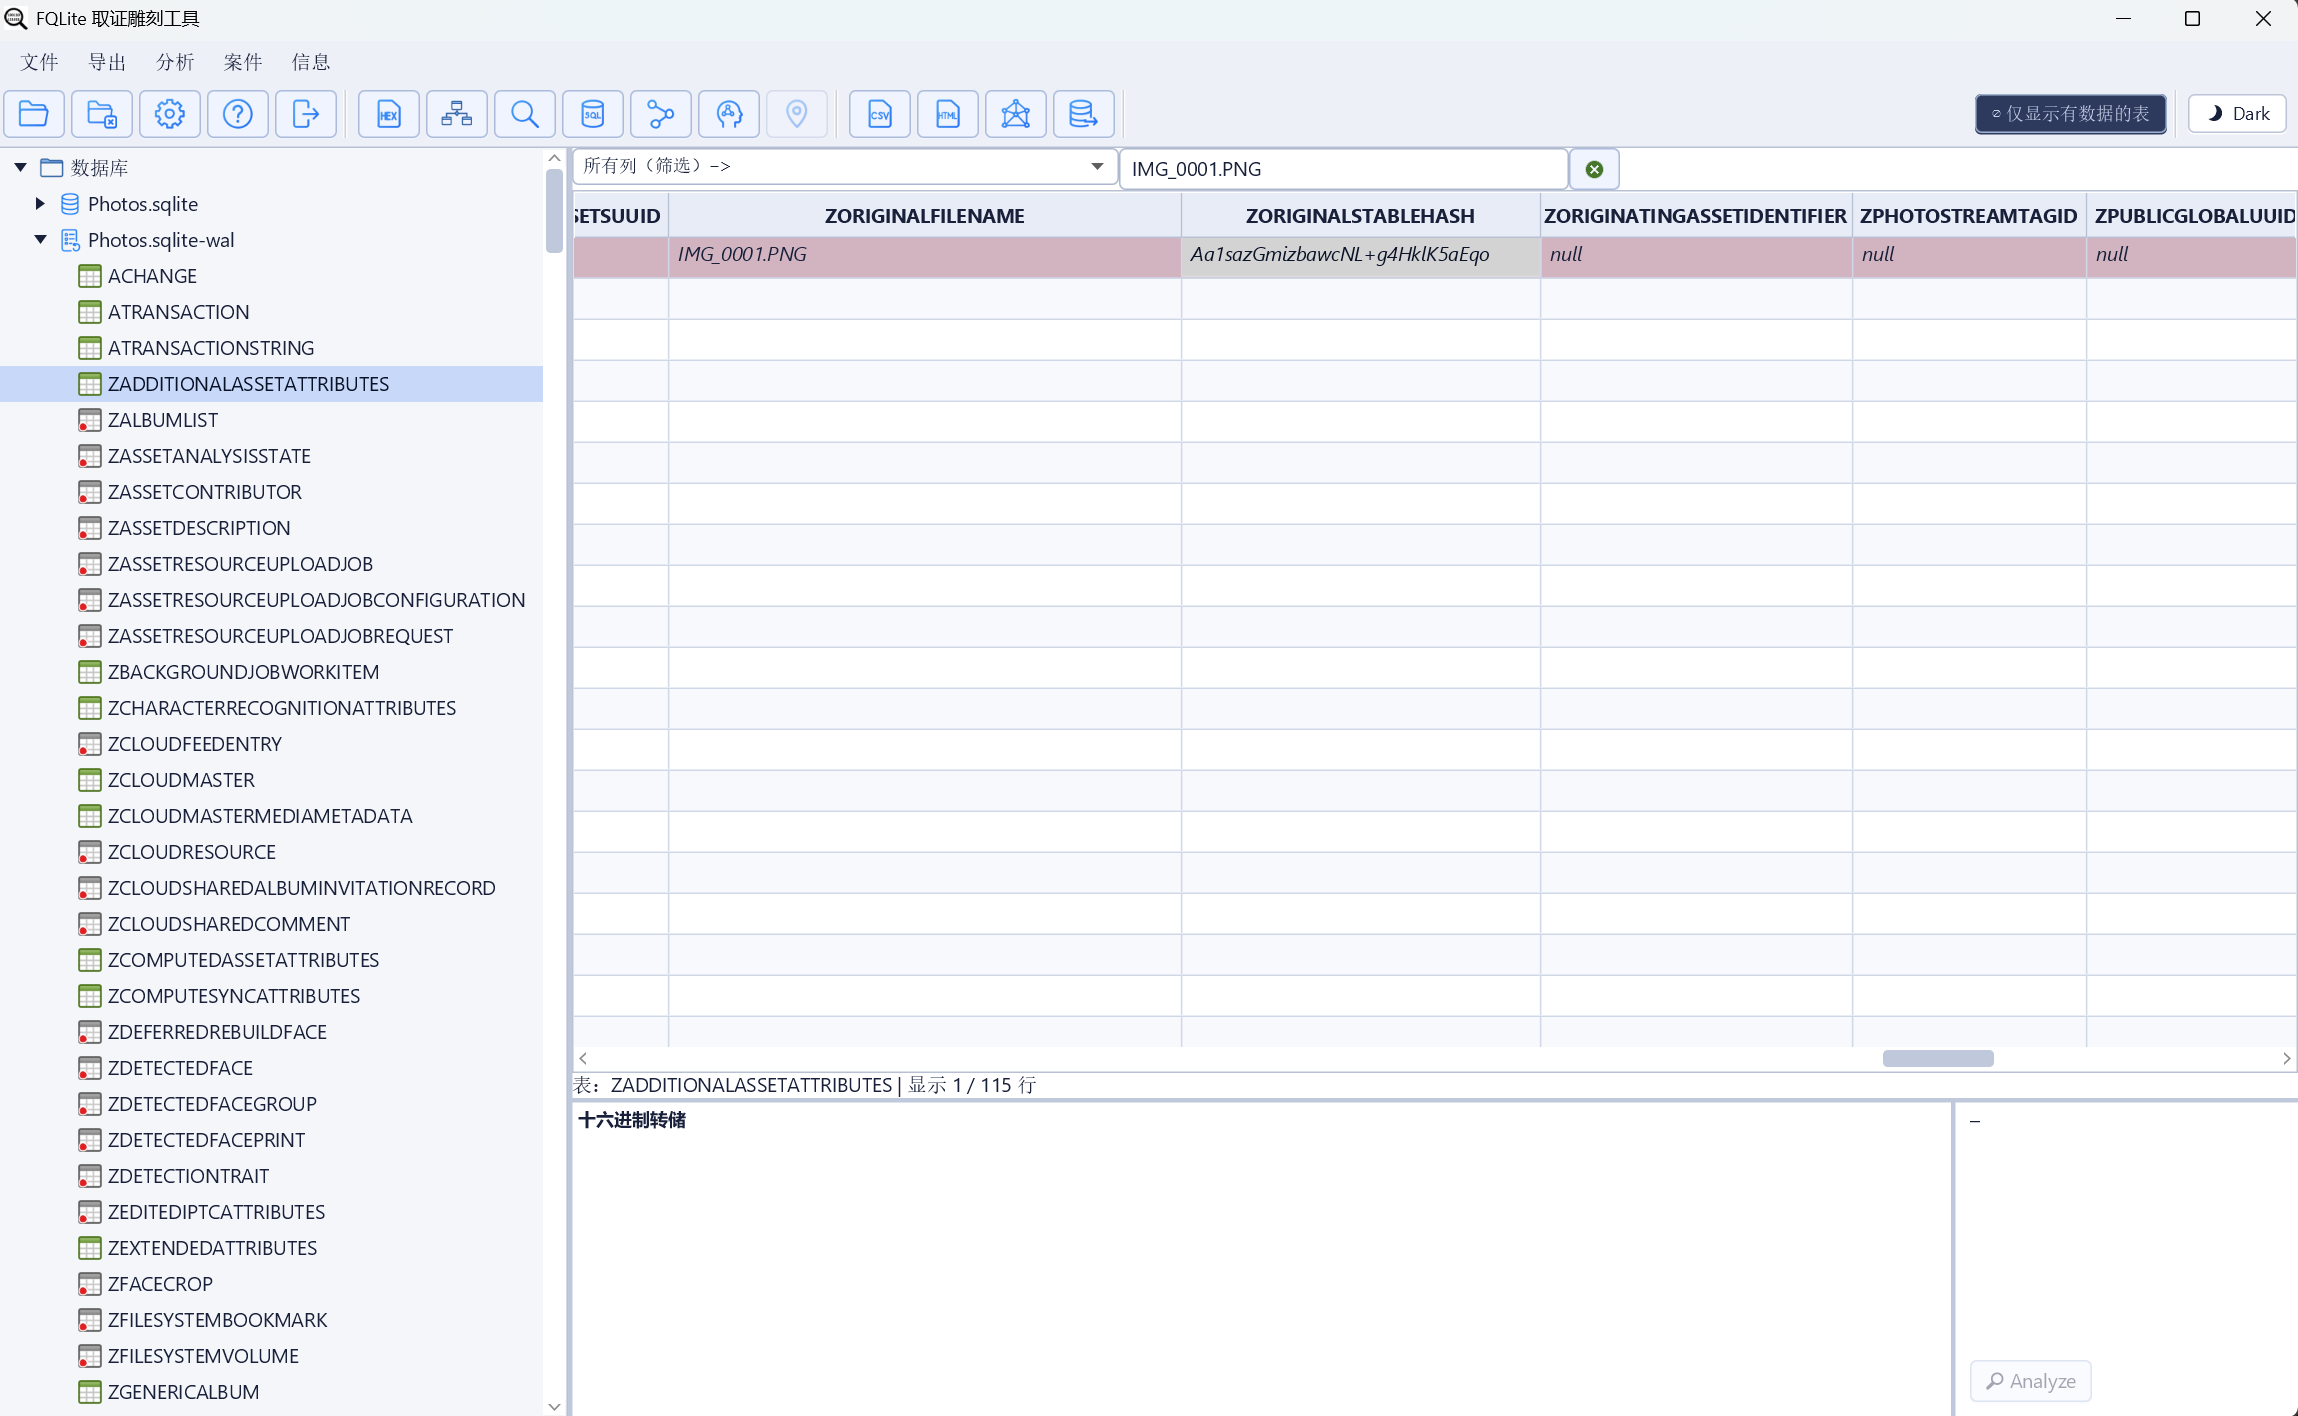 FQLite 取证雕刻工具
文件 导出 分析 案件 信息
HEX SQL CSV HTML 仅显示有数据的表 Dark
数据库
Photos.sqlite
Photos.sqlite-wal
ACHANGE
ATRANSACTION
ATRANSACTIONSTRING
ZADDITIONALASSETATTRIBUTES
ZALBUMLIST
ZASSETANALYSISSTATE
ZASSETCONTRIBUTOR
ZASSETDESCRIPTION
ZASSETRESOURCEUPLOADJOB
ZASSETRESOURCEUPLOADJOBCONFIGURATION
ZASSETRESOURCEUPLOADJOBREQUEST
ZBACKGROUNDJOBWORKITEM
ZCHARACTERRECOGNITIONATTRIBUTES
ZCLOUDFEEDENTRY
ZCLOUDMASTER
ZCLOUDMASTERMEDIAMETADATA
ZCLOUDRESOURCE
ZCLOUDSHAREDALBUMINVITATIONRECORD
ZCLOUDSHAREDCOMMENT
ZCOMPUTEDASSETATTRIBUTES
ZCOMPUTESYNCATTRIBUTES
ZDEFERREDREBUILDFACE
ZDETECTEDFACE
ZDETECTEDFACEGROUP
ZDETECTEDFACEPRINT
ZDETECTIONTRAIT
ZEDITEDIPTCATTRIBUTES
ZEXTENDEDATTRIBUTES
ZFACECROP
ZFILESYSTEMBOOKMARK
ZFILESYSTEMVOLUME
ZGENERICALBUM
所有列（筛选）–> IMG_0001.PNG
SETSUUID ZORIGINALFILENAME ZORIGINALSTABLEHASH ZORIGINATINGASSETIDENTIFIER ZPHOTOSTREAMTAGID ZPUBLICGLOBALUUID
IMG_0001.PNG Aa1sazGmizbawcNL+g4HklK5aEqo null null null
表：ZADDITIONALASSETATTRIBUTES | 显示 1 / 115 行
十六进制转储
–
Analyze